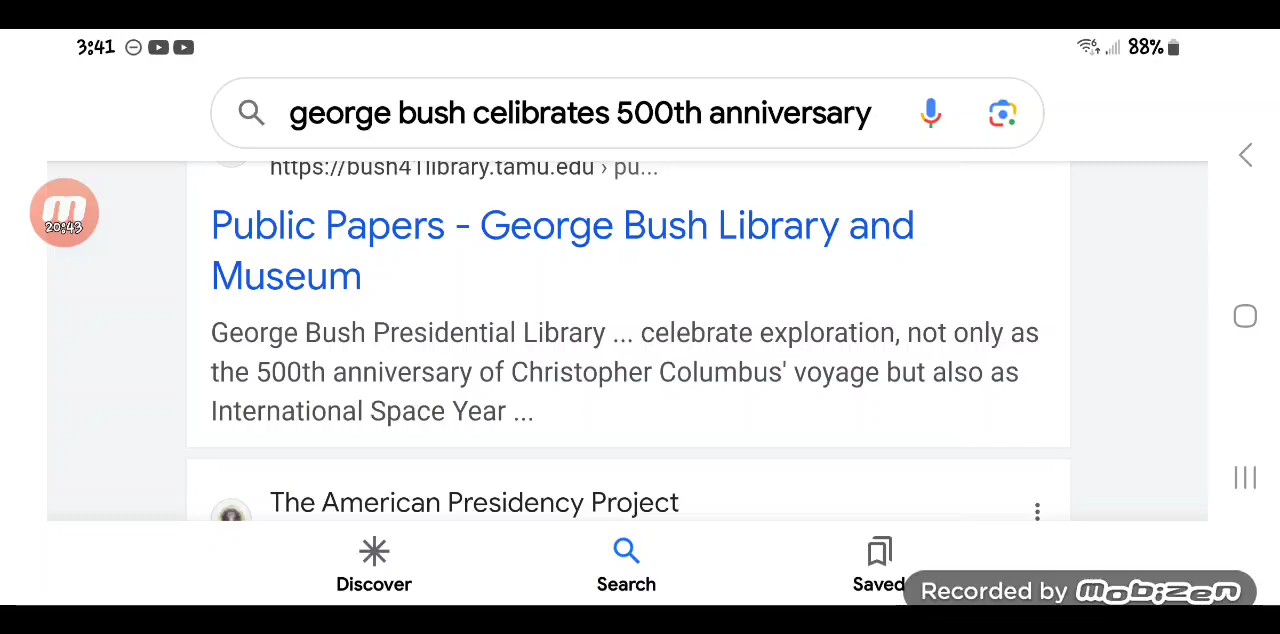 3:41 88%
george bush celibrates 500th anniversary
https://bush41library.tamu.edu › pu...
20:43
Public Papers - George Bush Library and
Museum
George Bush Presidential Library ... celebrate exploration, not only as
the 500th anniversary of Christopher Columbus' voyage but also as
International Space Year ...
The American Presidency Project
Discover Search Saved
Recorded by mobizen